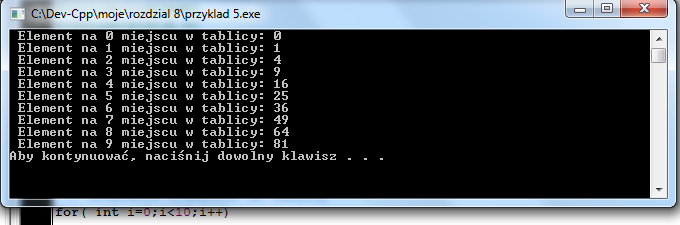 C:\Dev-Cpp\moje\rozdzial 8\przyklad 5.exe
Element na 0 miejscu w tablicy: 0
Element na 1 miejscu w tablicy: 1
Element na 2 miejscu w tablicy: 4
Element na 3 miejscu w tablicy: 9
Element na 4 miejscu w tablicy: 16
Element na 5 miejscu w tablicy: 25
Element na 6 miejscu w tablicy: 36
Element na 7 miejscu w tablicy: 49
Element na 8 miejscu w tablicy: 64
Element na 9 miejscu w tablicy: 81
Aby kontynuować, naciśnij dowolny klawisz . . .
for( int i=0;i<10;i++)